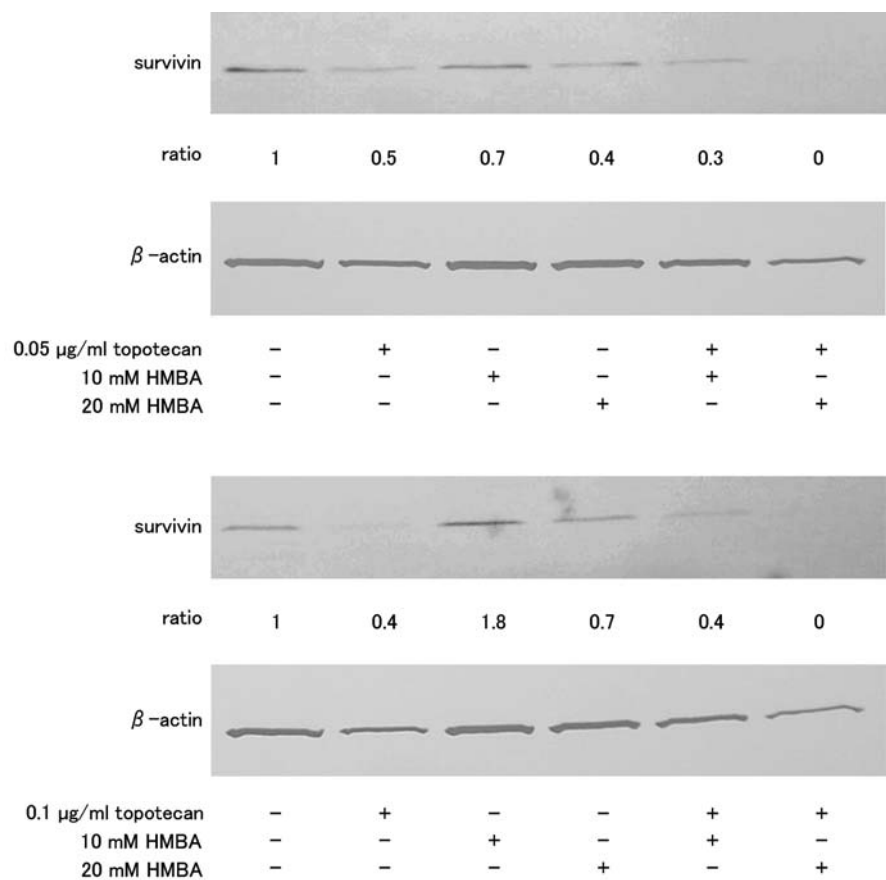 survivin
ratio 1 0.5 0.7 0.4 0.3 0
β-actin
0.05 μg/ml topotecan − + − − + +
10 mM HMBA − − + − + −
20 mM HMBA − − − + − +
survivin
ratio 1 0.4 1.8 0.7 0.4 0
β-actin
0.1 μg/ml topotecan − + − − + +
10 mM HMBA − − + − + −
20 mM HMBA − − − + − +